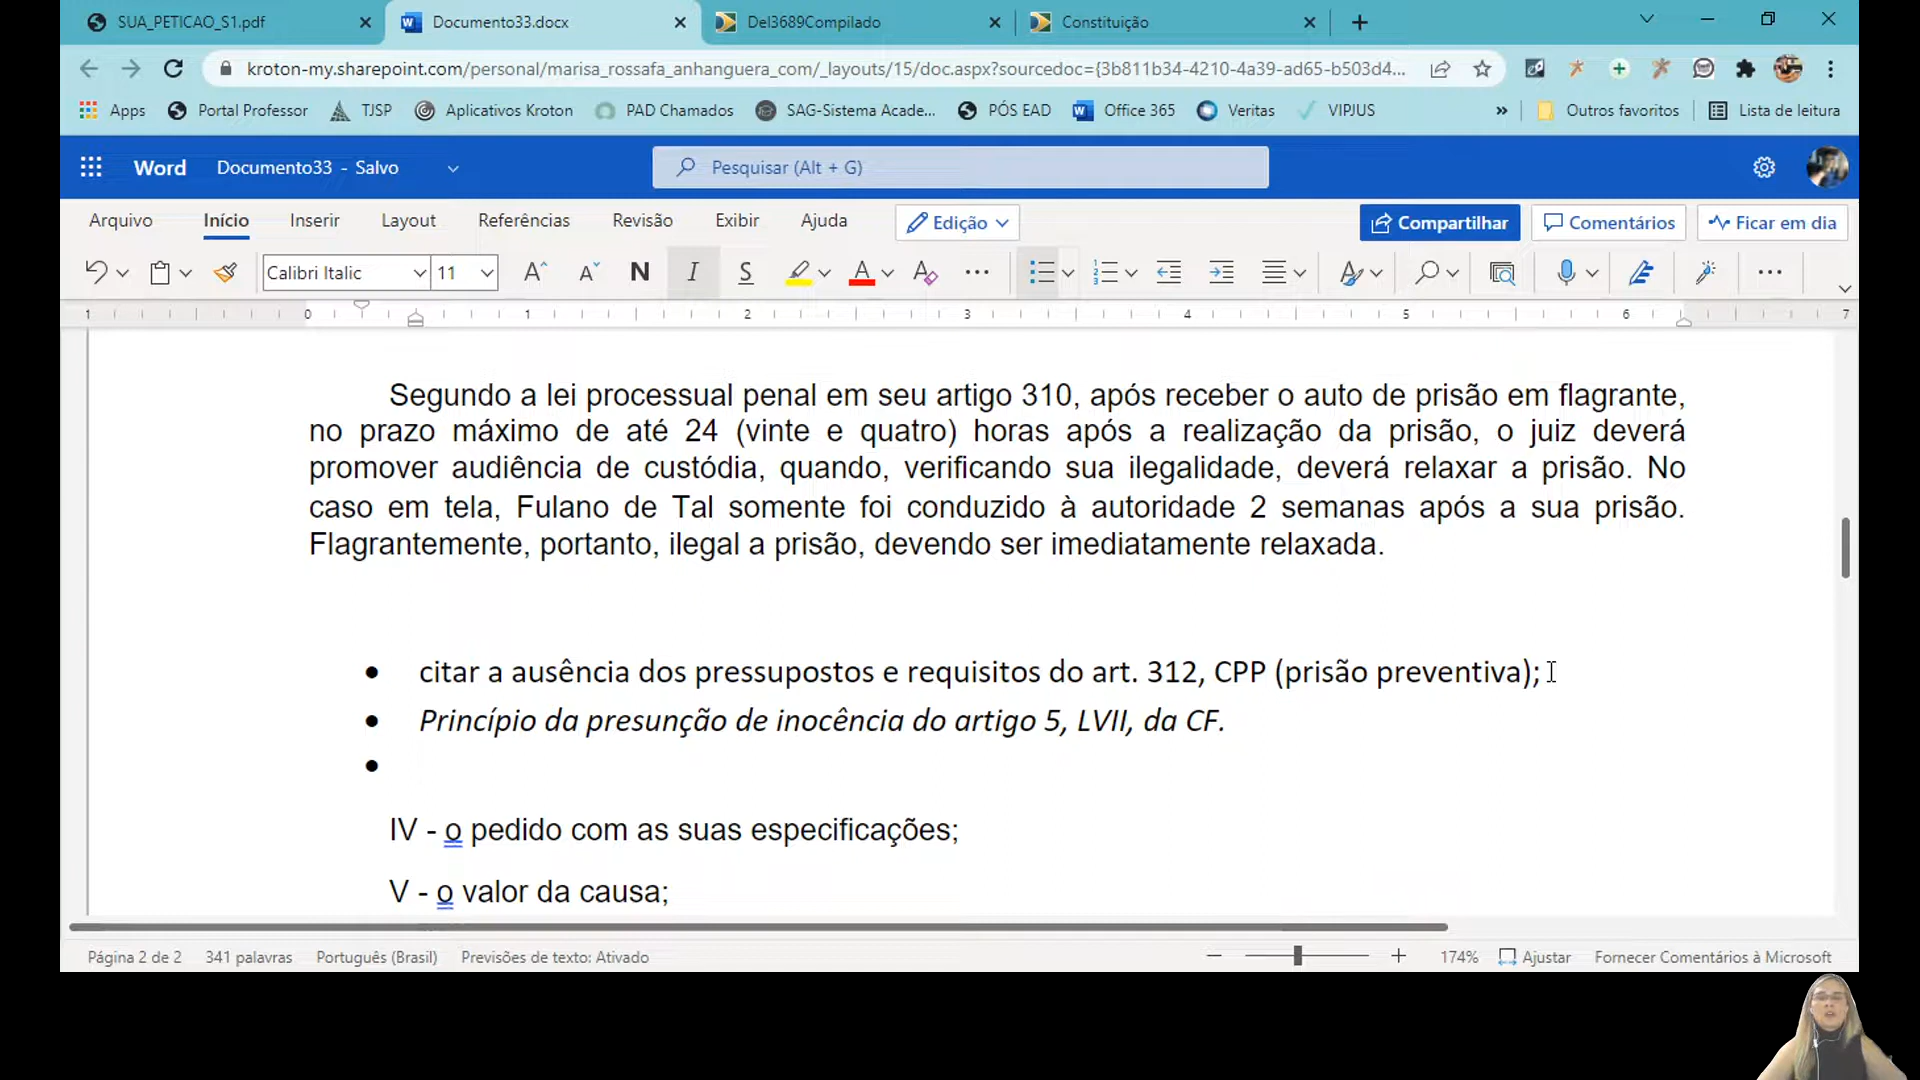 SUA_PETICAO_S1.pdf
Documento33.docx
Del3689Compilado
Constituição
kroton-my.sharepoint.com/personal/marisa_rossafa_anhanguera_com/_layouts/15/doc.aspx?sourcedoc={3b811b34-4210-4a39-ad65-b503d4...
Apps Portal Professor TJSP Aplicativos Kroton PAD Chamados SAG-Sistema Acade... PÓS EAD Office 365 Veritas VIPJUS » Outros favoritos Lista de leitura
Word Documento33 - Salvo Pesquisar (Alt + G)
Arquivo Início Inserir Layout Referências Revisão Exibir Ajuda Edição Compartilhar Comentários Ficar em dia
Calibri Italic 11 A A N I S A A ...
1 0 1 2 3 4 5 6 7
Segundo a lei processual penal em seu artigo 310, após receber o auto de prisão em flagrante,
no prazo máximo de até 24 (vinte e quatro) horas após a realização da prisão, o juiz deverá
promover audiência de custódia, quando, verificando sua ilegalidade, deverá relaxar a prisão. No
caso em tela, Fulano de Tal somente foi conduzido à autoridade 2 semanas após a sua prisão.
Flagrantemente, portanto, ilegal a prisão, devendo ser imediatamente relaxada.
• citar a ausência dos pressupostos e requisitos do art. 312, CPP (prisão preventiva);
• Princípio da presunção de inocência do artigo 5, LVII, da CF.
•
IV - o pedido com as suas especificações;
V - o valor da causa;
Página 2 de 2 341 palavras Português (Brasil) Previsões de texto: Ativado 174% Ajustar Fornecer Comentários à Microsoft